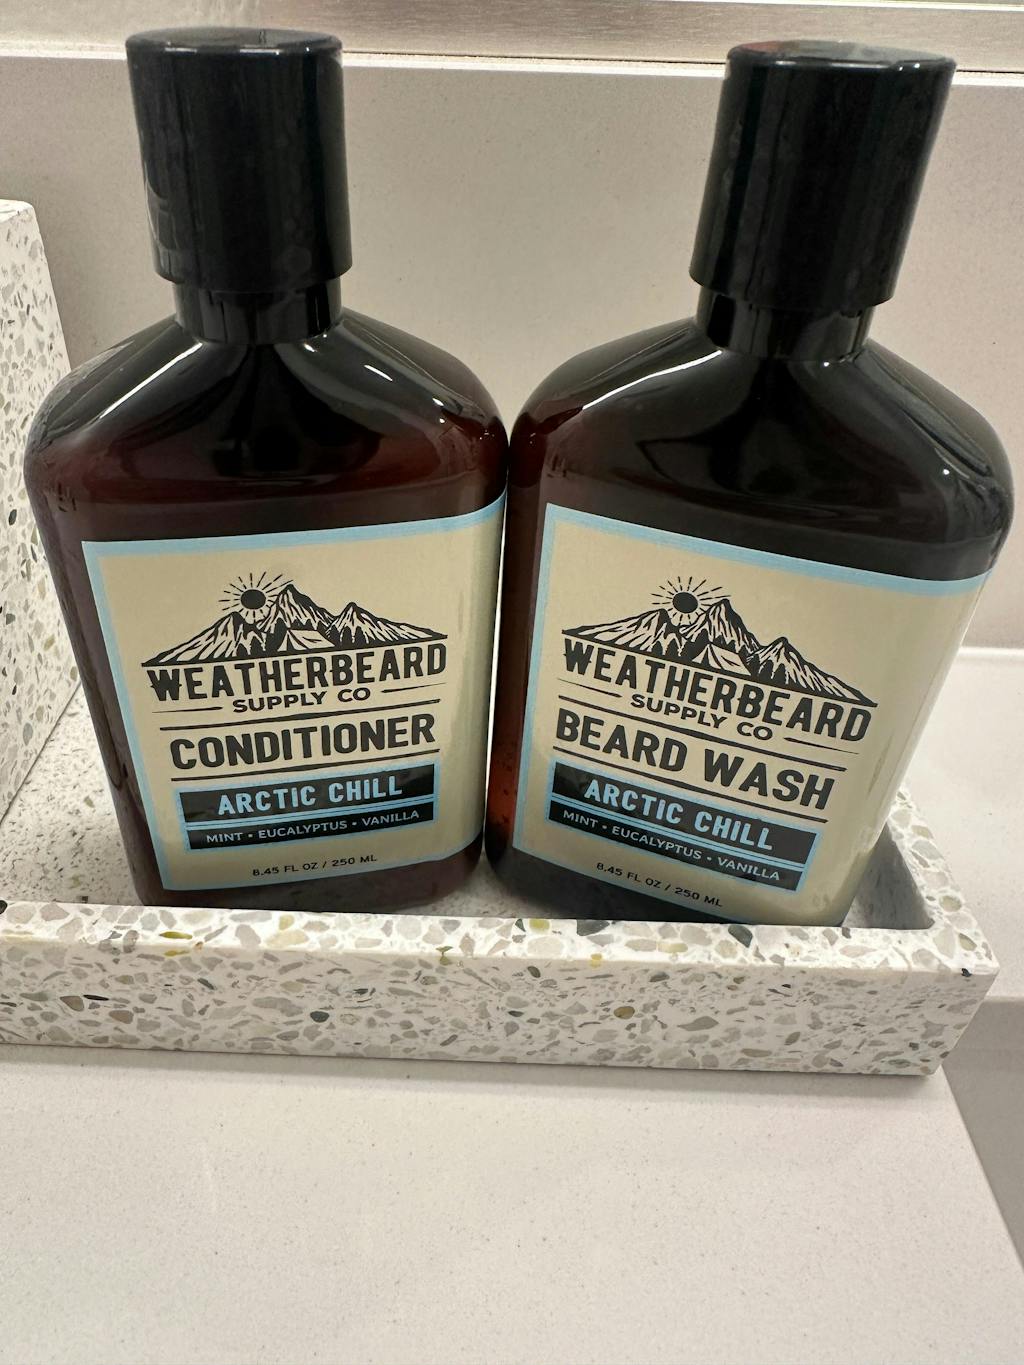 WEATHERBEARD
SUPPLY CO
CONDITIONER
ARCTIC CHILL
MINT • EUCALYPTUS • VANILLA
8.45 FL OZ / 250 ML
WEATHERBEARD
SUPPLY CO
BEARD WASH
ARCTIC CHILL
MINT • EUCALYPTUS • VANILLA
8.45 FL OZ / 250 ML